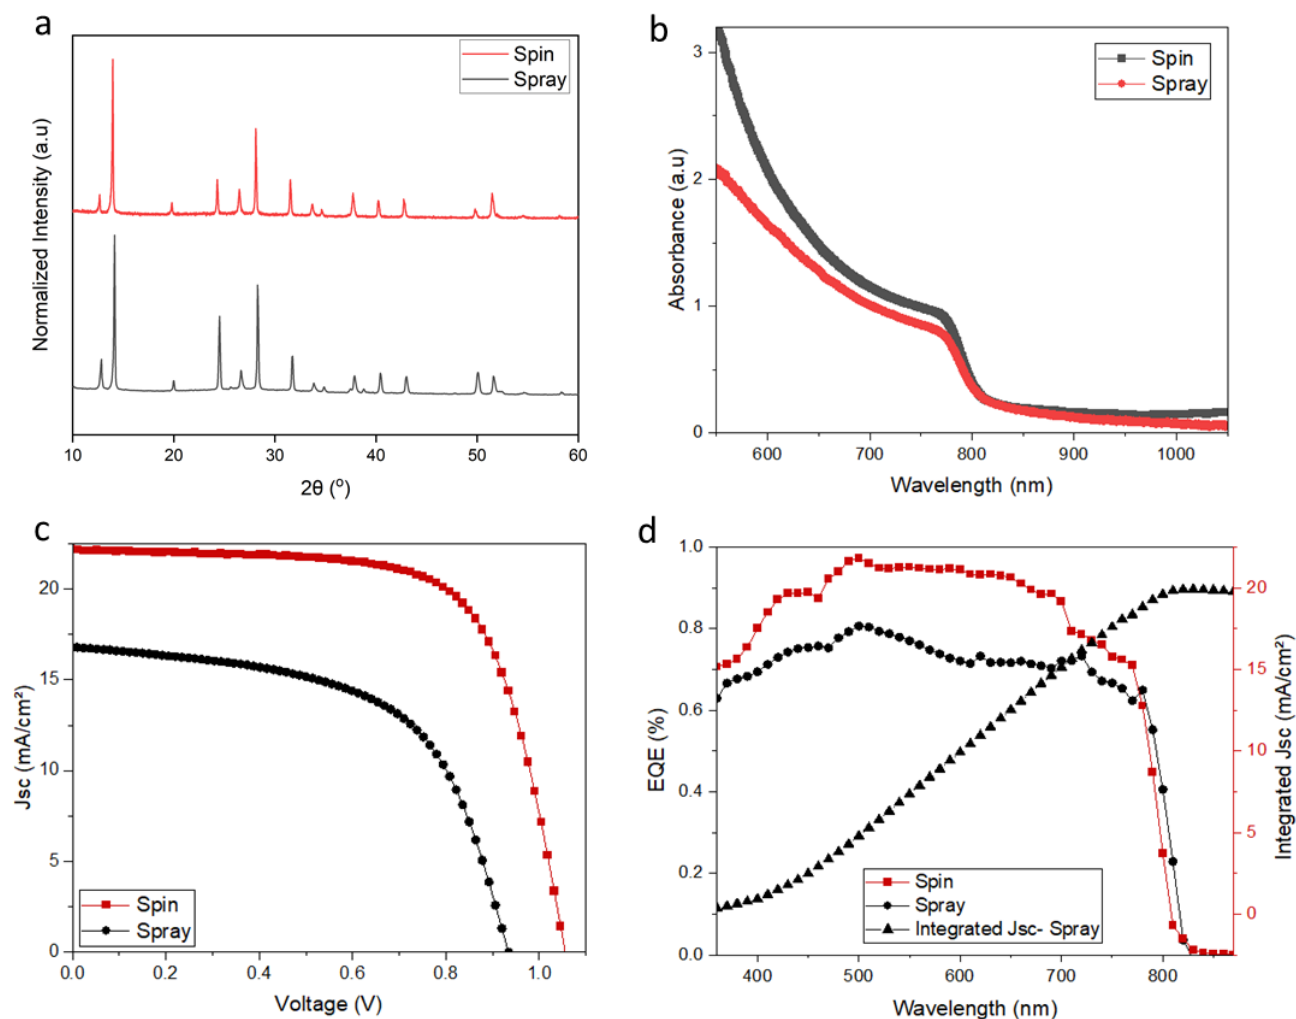 a
Spin
Spray
Normalized Intensity (a.u)
10 20 30 40 50 60
2θ (°)
b
Spin
Spray
Absorbance (a.u)
3
2
1
0
600 700 800 900 1000
Wavelength (nm)
c
Jsc (mA/cm²)
20
15
10
5
0
Spin
Spray
0.0 0.2 0.4 0.6 0.8 1.0
Voltage (V)
d
EQE (%)
1.0
0.8
0.6
0.4
0.2
0.0
Spin
Spray
Integrated Jsc- Spray
20
15
10
5
0
Integrated Jsc (mA/cm²)
400 500 600 700 800
Wavelength (nm)